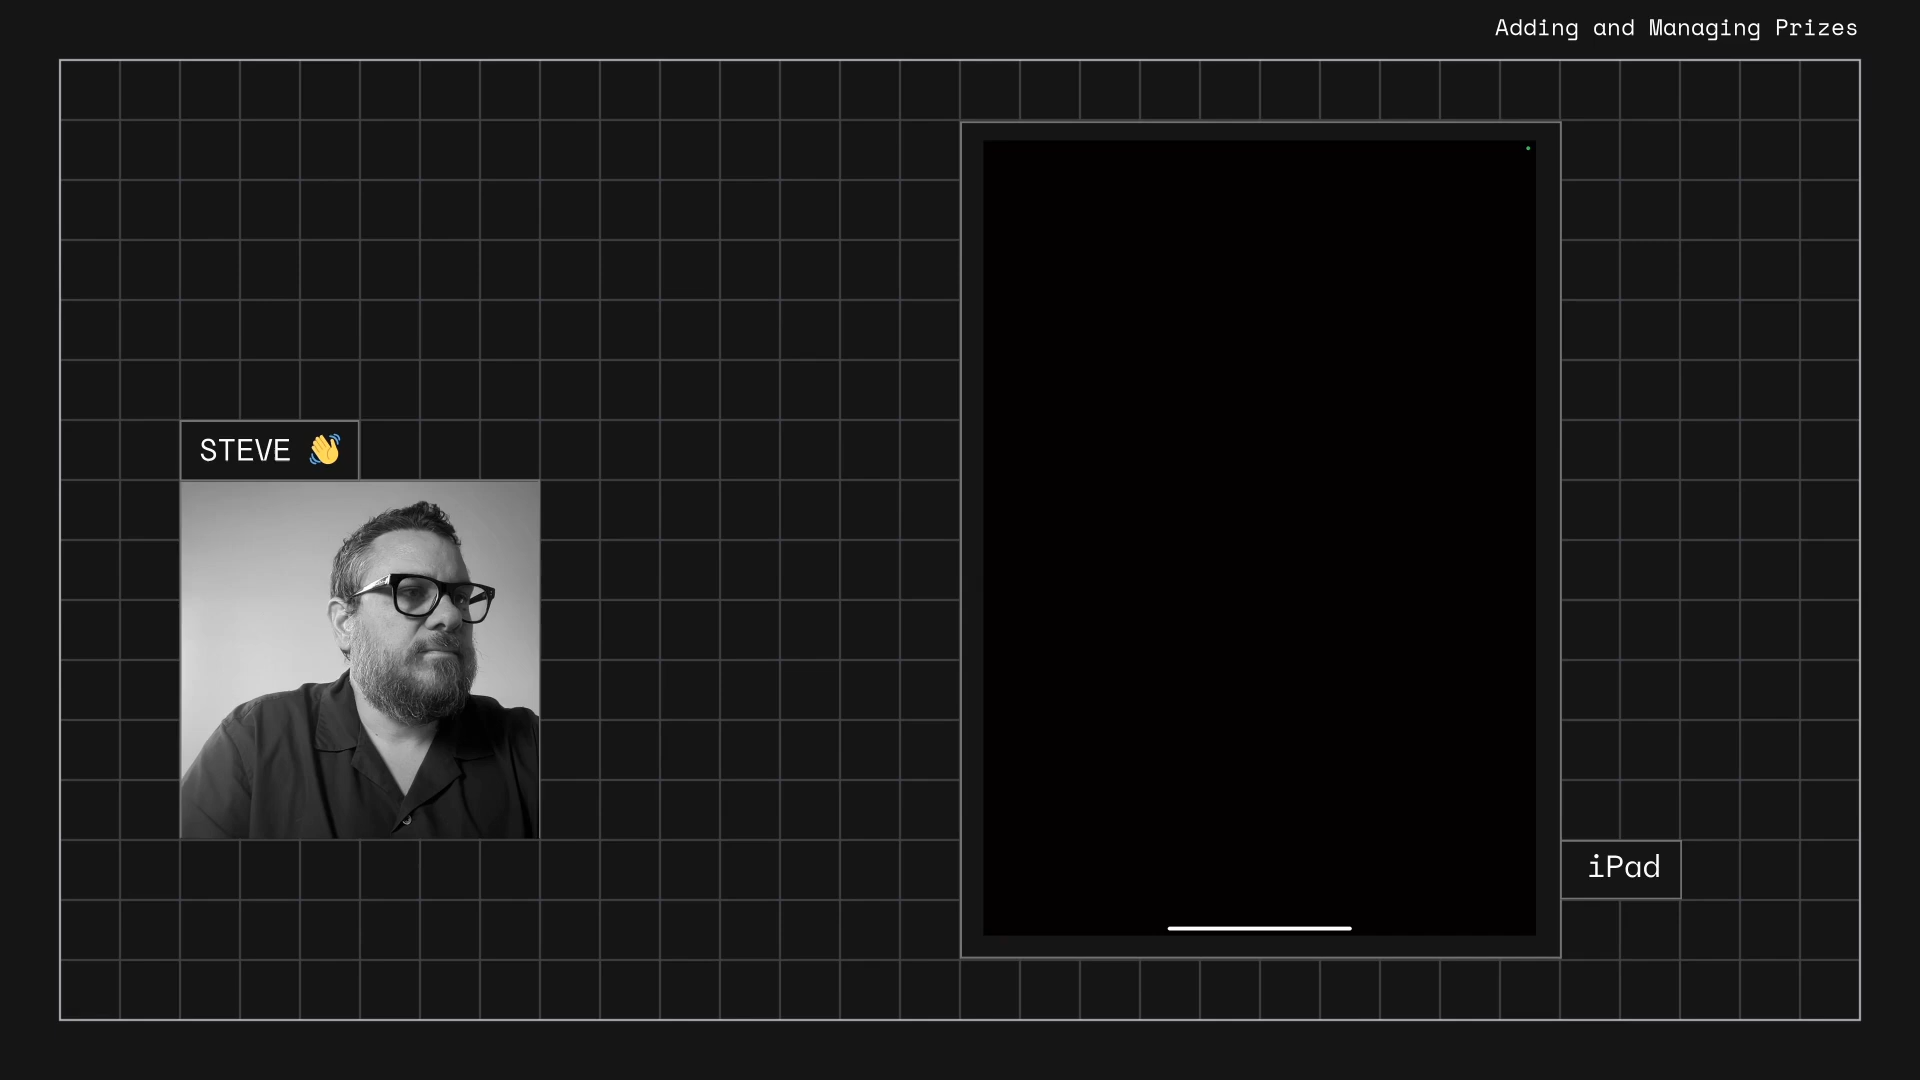 Adding and Managing Prizes
STEVE 👋
iPad